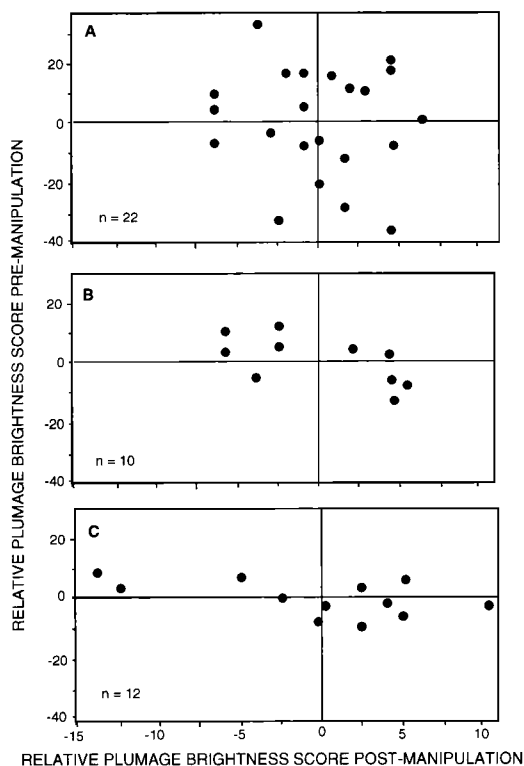 RELATIVE PLUMAGE BRIGHTNESS SCORE PRE-MANIPULATION
A
20
0
-20
-40
n = 22
B
20
0
-20
-40
n = 10
C
20
0
-20
-40
n = 12
-15 -10 -5 0 5 10
RELATIVE PLUMAGE BRIGHTNESS SCORE POST-MANIPULATION